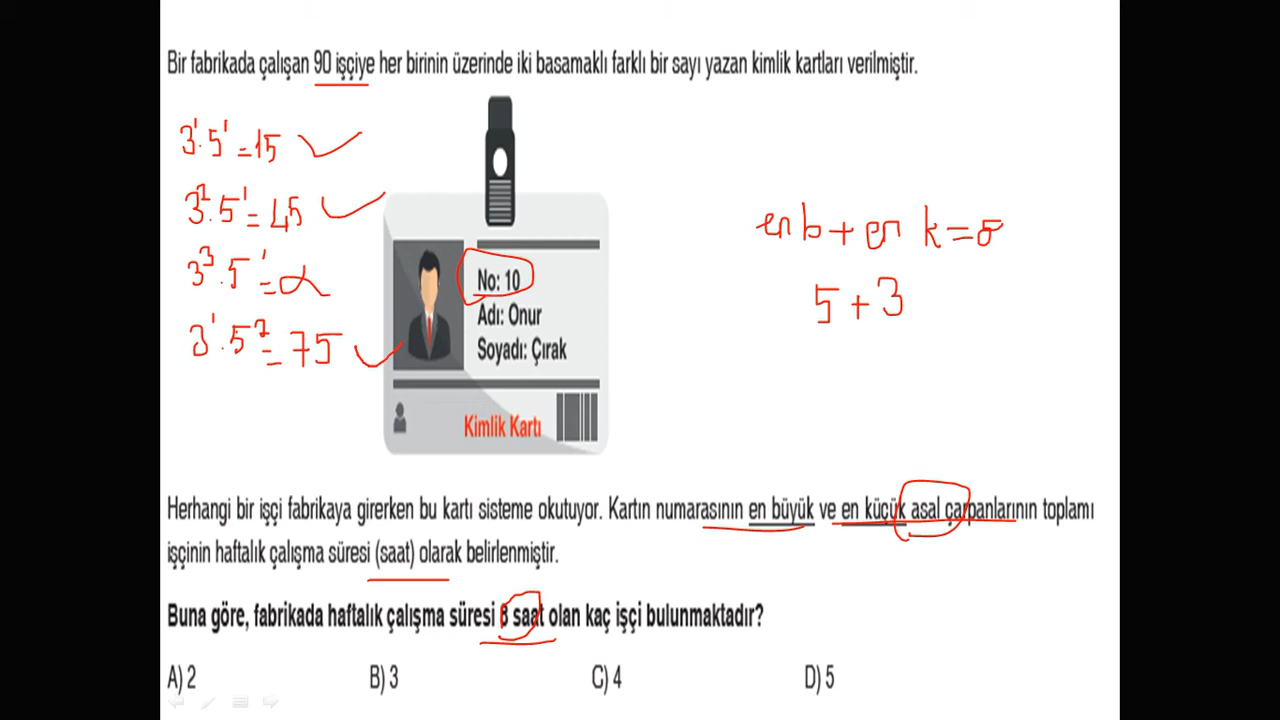 Bir fabrikada çalışan 90 işçiye her birinin üzerinde iki basamaklı farklı bir sayı yazan kimlik kartları verilmiştir.
3¹.5¹=15
3².5¹=45
3³.5¹=
3¹.5²=75
No: 10
Adı: Onur
Soyadı: Çırak
Kimlik Kartı
en b + en k = 8
5 + 3
Herhangi bir işçi fabrikaya girerken bu kartı sisteme okutuyor. Kartın numarasının en büyük ve en küçük asal çarpanlarının toplamı
işçinin haftalık çalışma süresi (saat) olarak belirlenmiştir.
Buna göre, fabrikada haftalık çalışma süresi 8 saat olan kaç işçi bulunmaktadır?
A) 2 B) 3 C) 4 D) 5